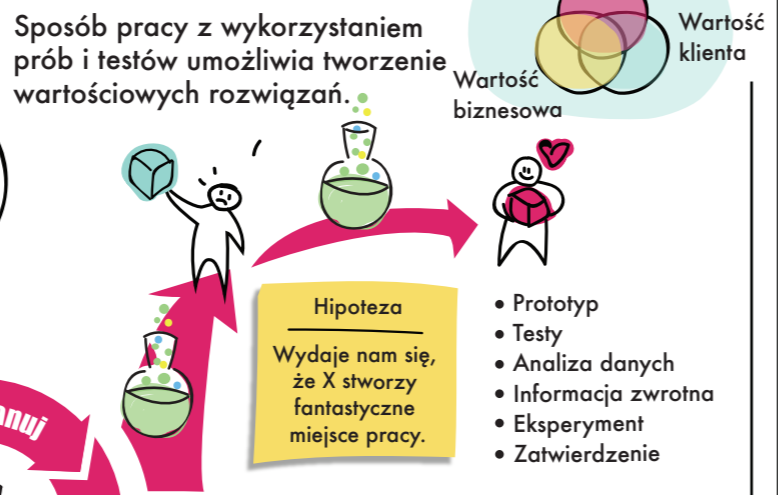 Sposób pracy z wykorzystaniem
prób i testów umożliwia tworzenie
wartościowych rozwiązań.
Wartość
klienta
Wartość
biznesowa
Hipoteza
Wydaje nam się,
że X stworzy
fantastyczne
miejsce pracy.
• Prototyp
• Testy
• Analiza danych
• Informacja zwrotna
• Eksperyment
• Zatwierdzenie